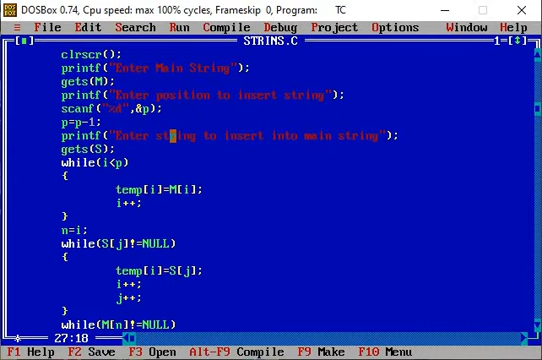 DOSBox 0.74, Cpu speed: max 100% cycles, Frameskip 0, Program: TC
≡ File Edit Search Run Compile Debug Project Options Window Help
[■] STRINS.C 1=[↕]
clrscr();
printf("Enter Main String");
gets(M);
printf("Enter position to insert string");
scanf("%d",&p);
p=p-1;
printf("Enter string to insert into main string");
gets(S);
while(i<p)
{
temp[i]=M[i];
i++;
}
n=i;
while(S[j]!=NULL)
{
temp[i]=S[j];
i++;
j++;
}
while(M[n]!=NULL)
27:18
F1 Help F2 Save F3 Open Alt-F9 Compile F9 Make F10 Menu